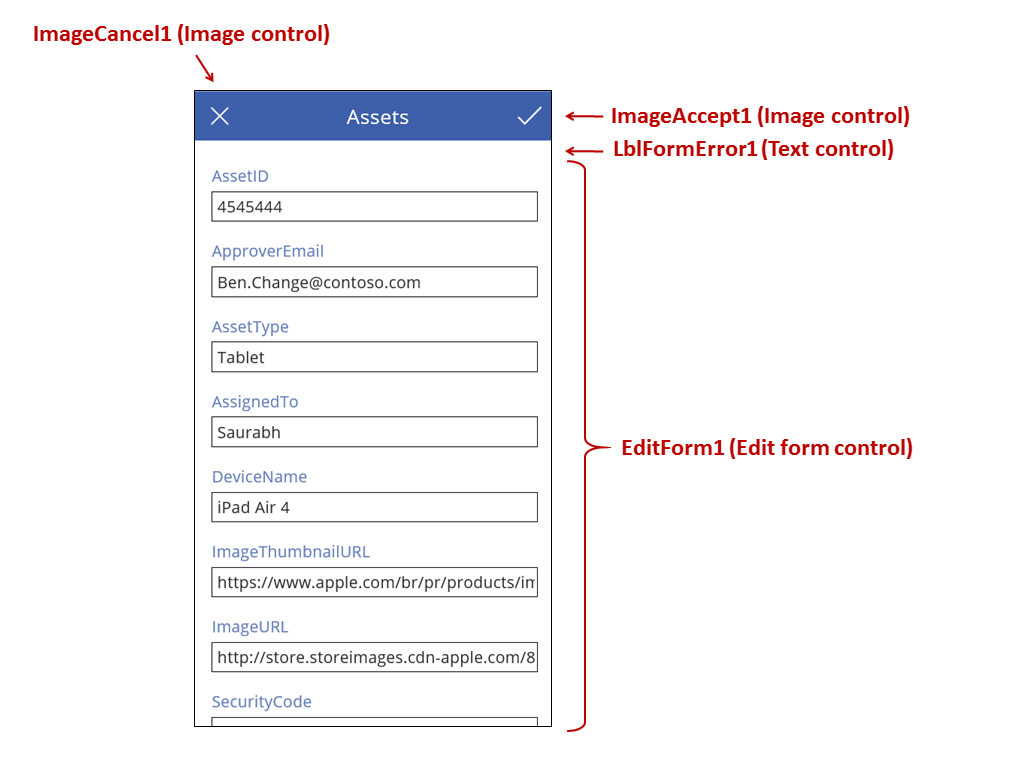 ImageCancel1 (Image control)
Assets
ImageAccept1 (Image control)
LblFormError1 (Text control)
AssetID
4545444
ApproverEmail
Ben.Change@contoso.com
AssetType
Tablet
AssignedTo
Saurabh
EditForm1 (Edit form control)
DeviceName
iPad Air 4
ImageThumbnailURL
https://www.apple.com/br/pr/products/im
ImageURL
http://store.storeimages.cdn-apple.com/8
SecurityCode